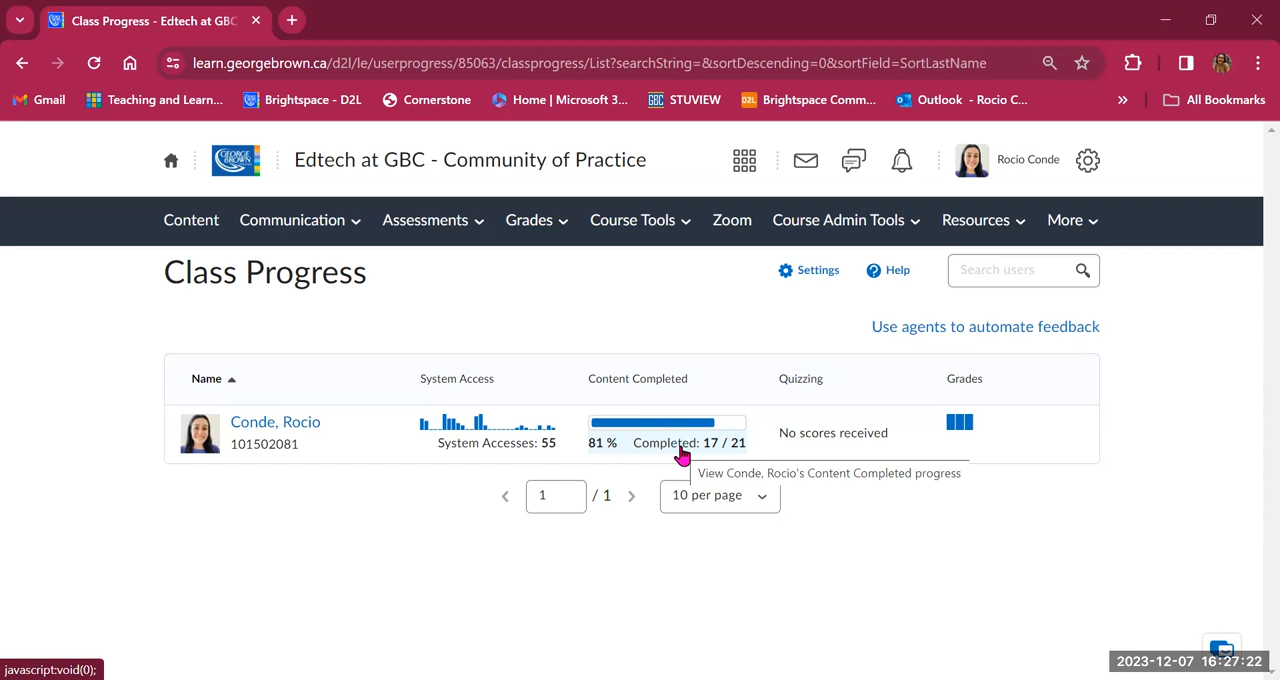 Class Progress - Edtech at GBC
learn.georgebrown.ca/d2l/le/userprogress/85063/classprogress/List?searchString=&sortDescending=0&sortField=SortLastName
Gmail Teaching and Learn... Brightspace - D2L Cornerstone Home | Microsoft 3... GBC STUVIEW D2L Brightspace Comm... Outlook - Rocio C... All Bookmarks
GEORGE BROWN Edtech at GBC - Community of Practice Rocio Conde
Content Communication Assessments Grades Course Tools Zoom Course Admin Tools Resources More
Class Progress Settings Help Search users
Use agents to automate feedback
Name System Access Content Completed Quizzing Grades
Conde, Rocio
101502081
System Accesses: 55
81 % Completed: 17 / 21
No scores received
View Conde, Rocio's Content Completed progress
1 / 1 10 per page
javascript:void(0);
2023-12-07 16:27:22